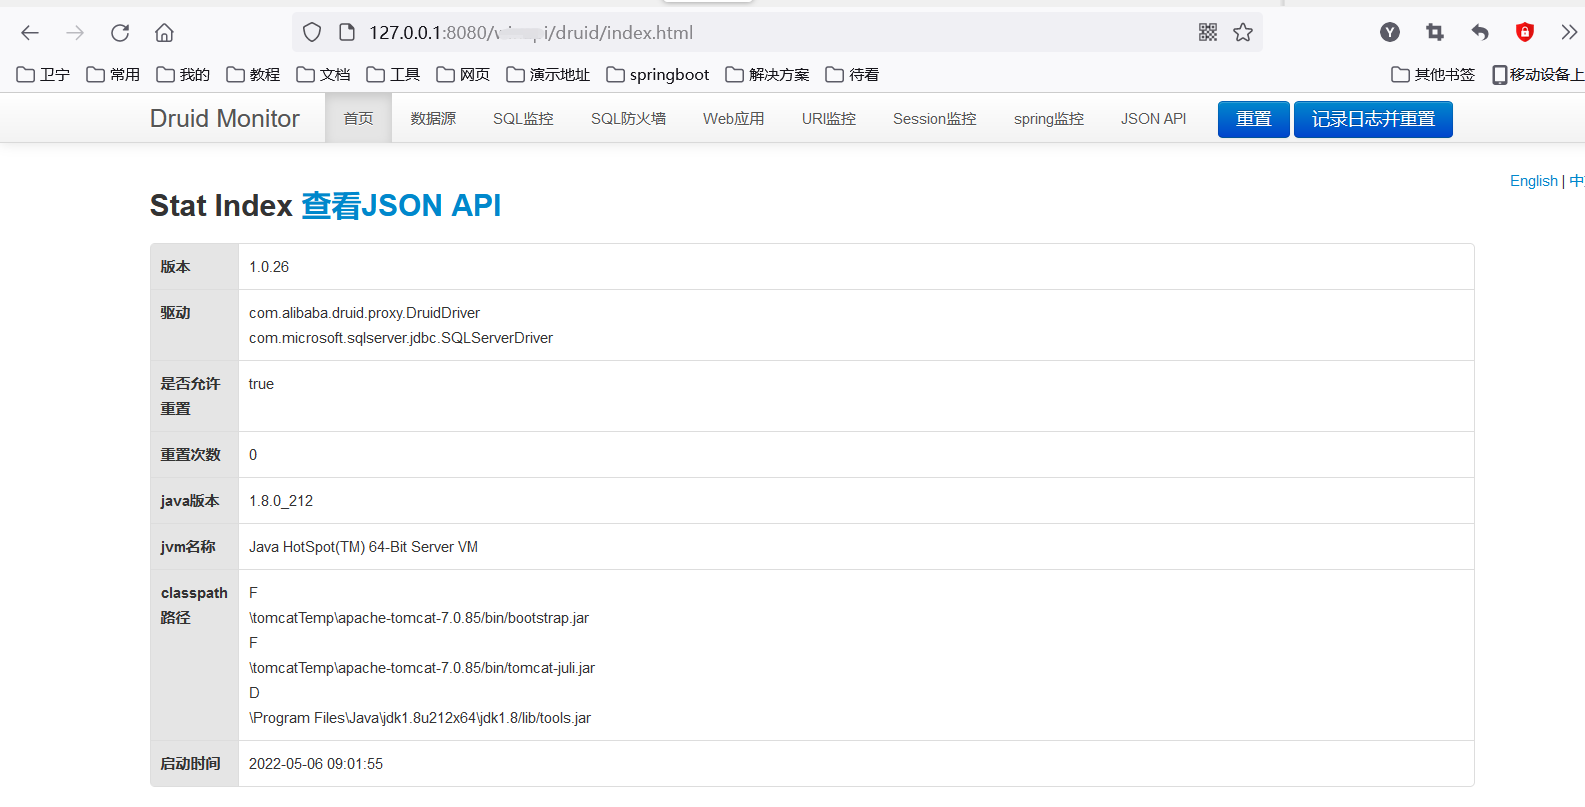 127.0.0.1:8080/ /druid/index.html
卫宁 常用 我的 教程 文档 工具 网页 演示地址 springboot 解决方案 待看 其他书签 移动设备上
Druid Monitor 首页 数据源 SQL监控 SQL防火墙 Web应用 URI监控 Session监控 spring监控 JSON API 重置 记录日志并重置
English | 中
Stat Index 查看JSON API
版本 1.0.26
驱动 com.alibaba.druid.proxy.DruidDriver
com.microsoft.sqlserver.jdbc.SQLServerDriver
是否允许 true
重置
重置次数 0
java版本 1.8.0_212
jvm名称 Java HotSpot(TM) 64-Bit Server VM
classpath F
路径 \tomcatTemp\apache-tomcat-7.0.85/bin/bootstrap.jar
F
\tomcatTemp\apache-tomcat-7.0.85/bin/tomcat-juli.jar
D
\Program Files\Java\jdk1.8u212x64\jdk1.8/lib/tools.jar
启动时间 2022-05-06 09:01:55